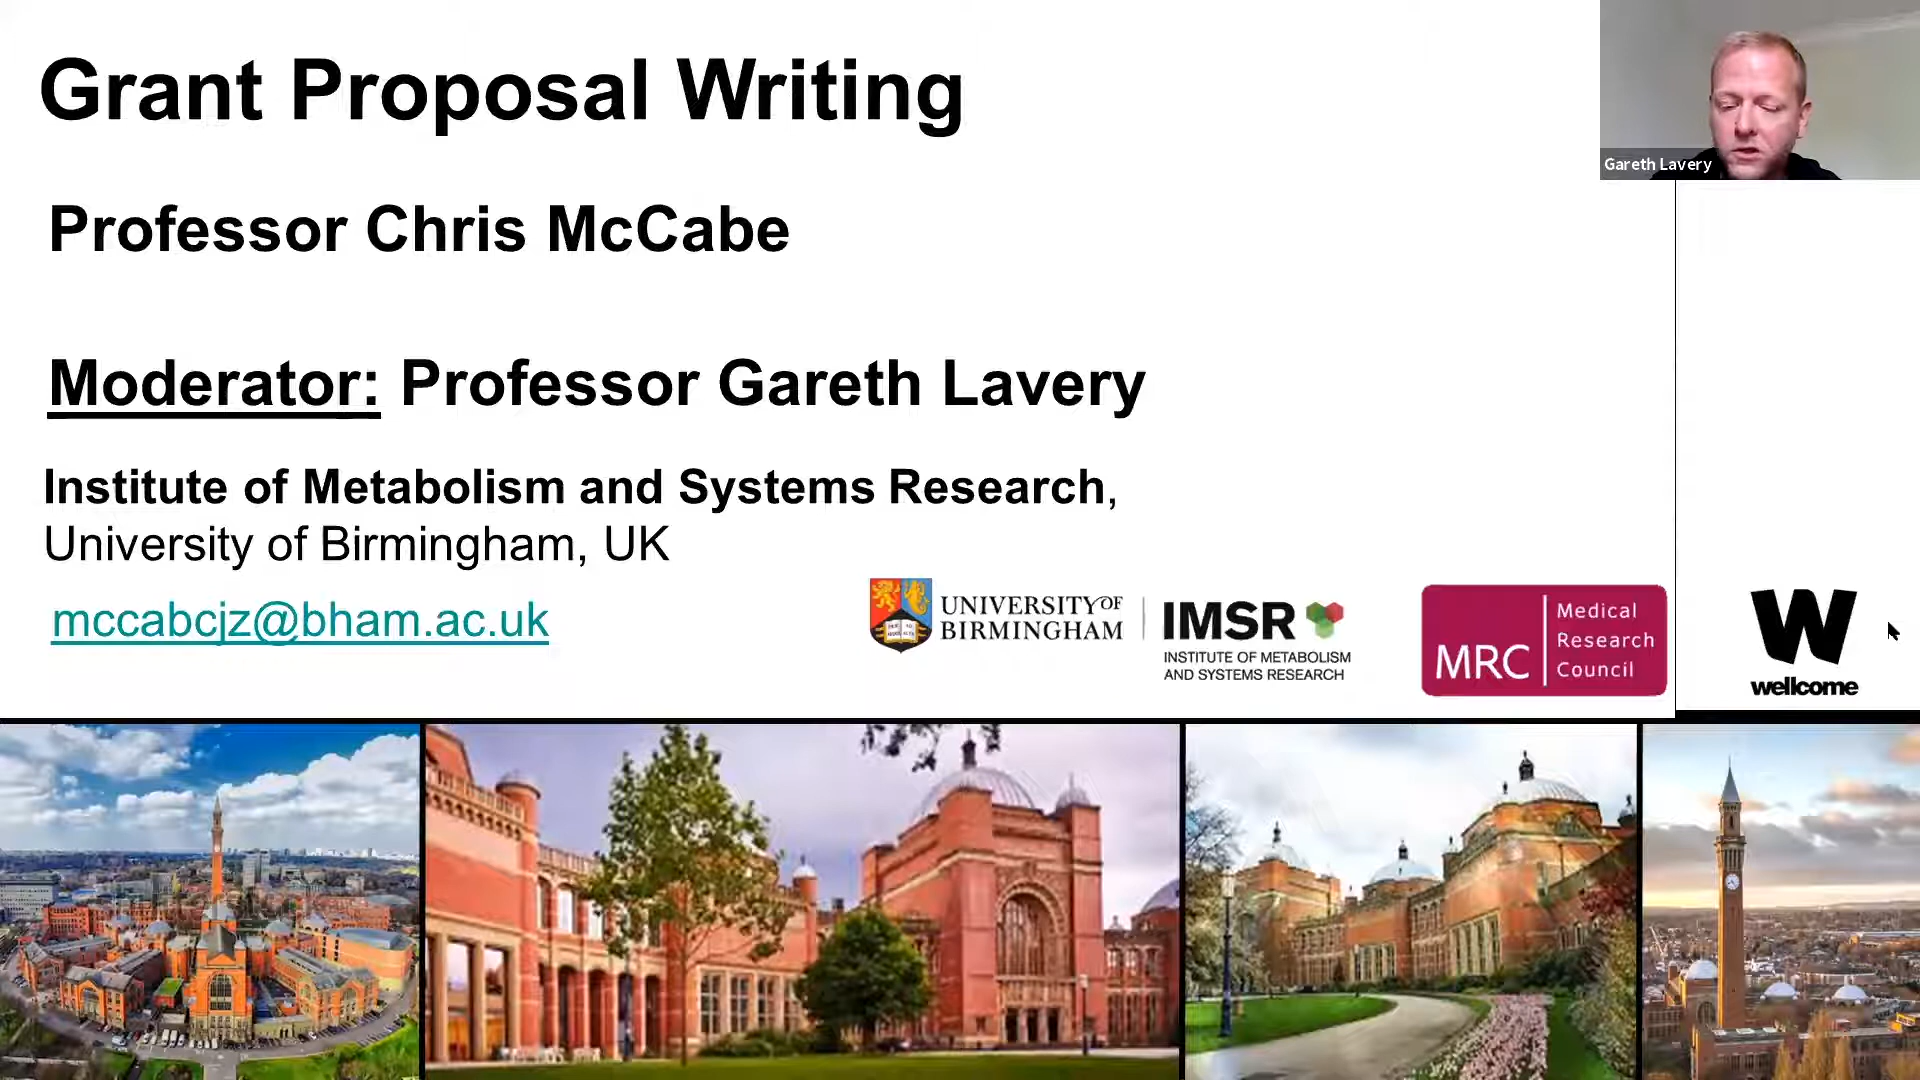 Grant Proposal Writing
Gareth Lavery
Professor Chris McCabe
Moderator: Professor Gareth Lavery
Institute of Metabolism and Systems Research,
University of Birmingham, UK
mccabcjz@bham.ac.uk
UNIVERSITY OF
BIRMINGHAM
IMSR
INSTITUTE OF METABOLISM
AND SYSTEMS RESEARCH
MRC
Medical
Research
Council
W
wellcome